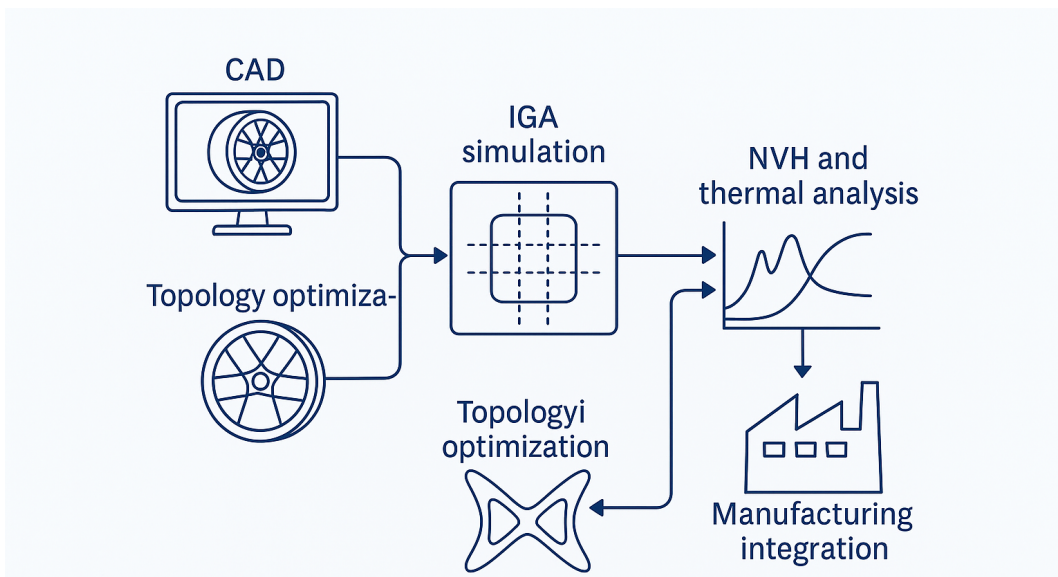 CAD
IGA
simulation
NVH and
thermal analysis
Topology optimiza-
Topologyi
optimization
Manufacturing
integration